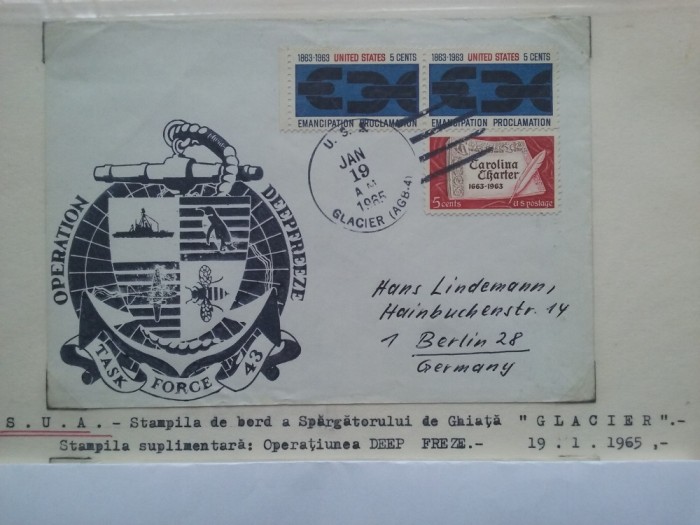 1863-1963 UNITED STATES 5 CENTS
EMANCIPATION PROCLAMATION
1863-1963 UNITED STATES 5 CENTS
EMANCIPATION PROCLAMATION
Carolina
Charter
1663-1963
5 cents U S postage
U. S. S.
JAN
19
A M
1965
GLACIER (AGB-4)
OPERATION DEEPFREEZE
TASK FORCE 43
Hans Lindemann,
Hainbuchenstr. 14
1 Berlin 28
Germany
S . U . A . - Stampila de bord a Spărgătorului de Ghiață " G L A C I E R ".-
Stampila suplimentară: Operațiunea DEEP FREZE.- 19 . 1 . 1965 ,-